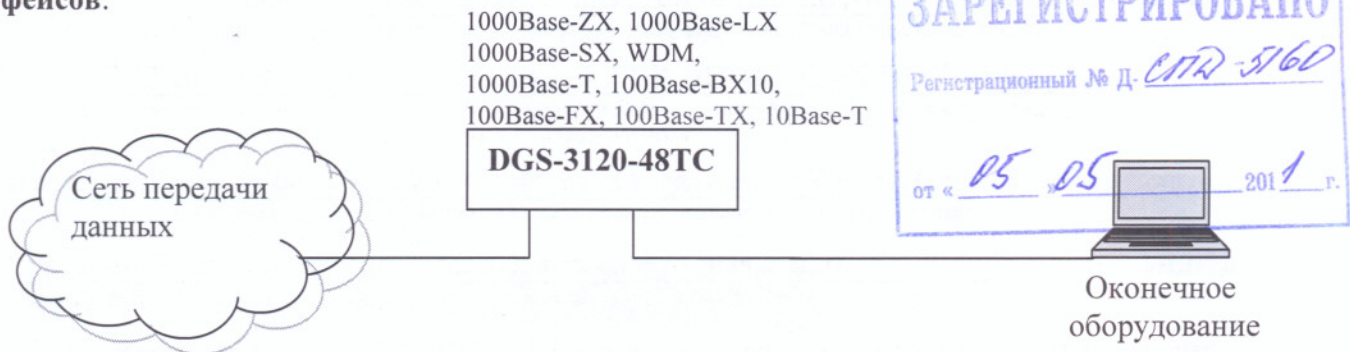 фейсов.
1000Base-ZX, 1000Base-LX
1000Base-SX, WDM,
1000Base-T, 100Base-BX10,
100Base-FX, 100Base-TX, 10Base-T
DGS-3120-48TC
Сеть передачи
данных
Оконечное
оборудование
ЗАРЕГИСТРИРОВАНО
Регистрационный № Д- СПД-5160
от « 05 » 05 2011 г.